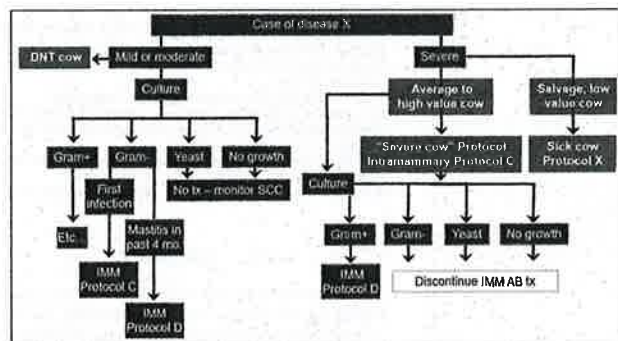 Case of disease X
DNT cow
Mild or moderate
Severe
Culture
Average to
high value cow
Salvage, low
value cow
"Severe cow" Protocol
Intramammary Protocol C
Sick cow
Protocol X
Gram+
Gram-
Yeast
No growth
Culture
First
infection
No tx – monitor SCC
Etc...
Mastitis in
past 4 mo.
Gram+
Gram-
Yeast
No growth
IMM
Protocol C
IMM
Protocol D
Discontinue IMM AB tx
IMM
Protocol D